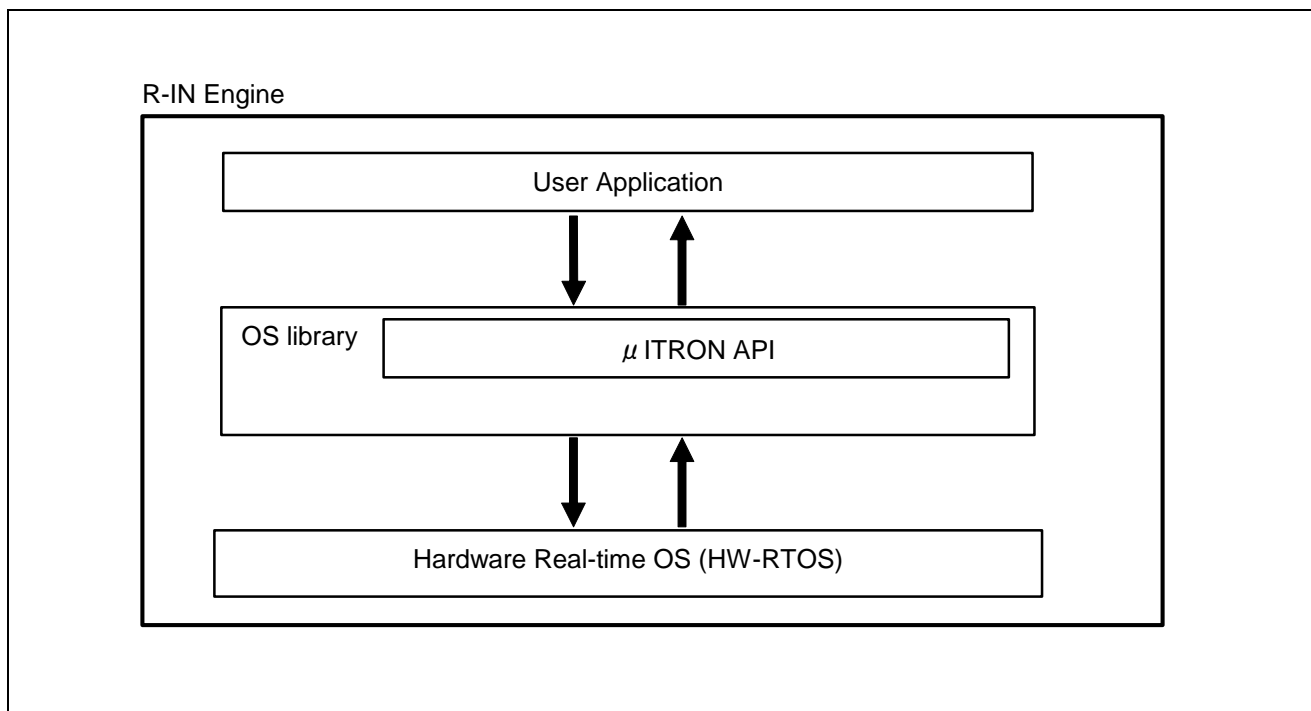 R-IN Engine
User Application
OS library
μ ITRON API
Hardware Real-time OS (HW-RTOS)